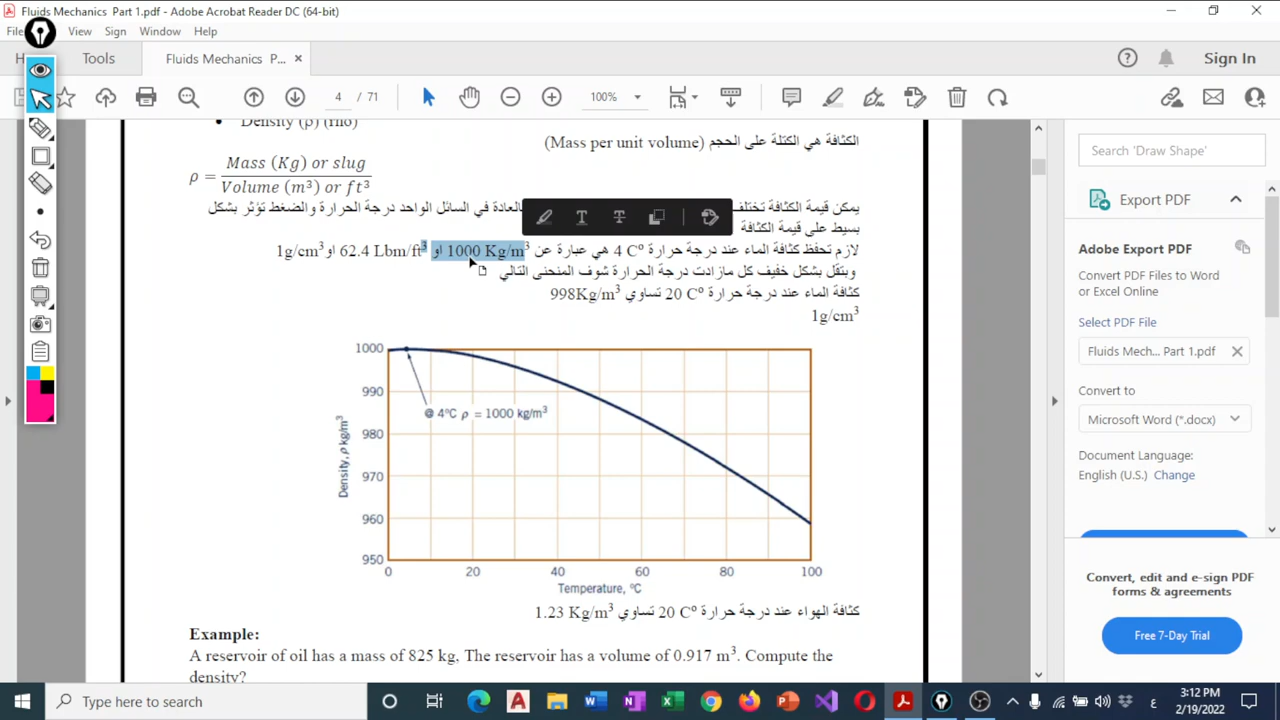 Fluids Mechanics Part 1.pdf - Adobe Acrobat Reader DC (64-bit)
File View Sign Window Help
Tools
Fluids Mechanics P... ×
Sign In
4 / 71
100%
Density (ρ) (rho)
الكثافة هي الكتلة على الحجم (Mass per unit volume)
ρ = Mass (Kg) or slug / Volume (m³) or ft³
يمكن قيمة الكثافة تختلف بالعادة في السائل الواحد درجة الحرارة والضغط تؤثر بشكل
بسيط على قيمة الكثافة
لازم تحفظ كثافة الماء عند درجة حرارة 4 C° هي عبارة عن 1000 Kg/m³ او 62.4 Lbm/ft³ او 1g/cm³
وبتقل بشكل خفيف كل مازادت درجة الحرارة شوف المنحنى التالي
كثافة الماء عند درجة حرارة 20 C° تساوي 998Kg/m³
1g/cm³
1000
990
980
970
960
950
Density, ρ kg/m³
@ 4°C ρ = 1000 kg/m³
0 20 40 60 80 100
Temperature, °C
كثافة الهواء عند درجة حرارة 20 C° تساوي 1.23 Kg/m³
Example:
A reservoir of oil has a mass of 825 kg, The reservoir has a volume of 0.917 m³. Compute the
density?
Search 'Draw Shape'
Export PDF
Adobe Export PDF
Convert PDF Files to Word
or Excel Online
Select PDF File
Fluids Mech... Part 1.pdf
Convert to
Microsoft Word (*.docx)
Document Language:
English (U.S.) Change
Convert, edit and e-sign PDF
forms & agreements
Free 7-Day Trial
Type here to search
ع
3:12 PM
2/19/2022